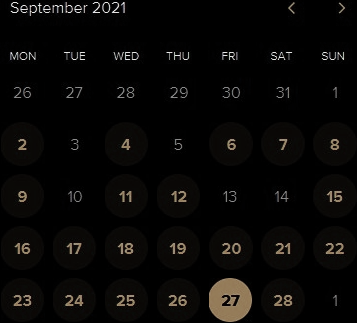 September 2021 < >
MON TUE WED THU FRI SAT SUN
26 27 28 29 30 31 1
2 3 4 5 6 7 8
9 10 11 12 13 14 15
16 17 18 19 20 21 22
23 24 25 26 27 28 1